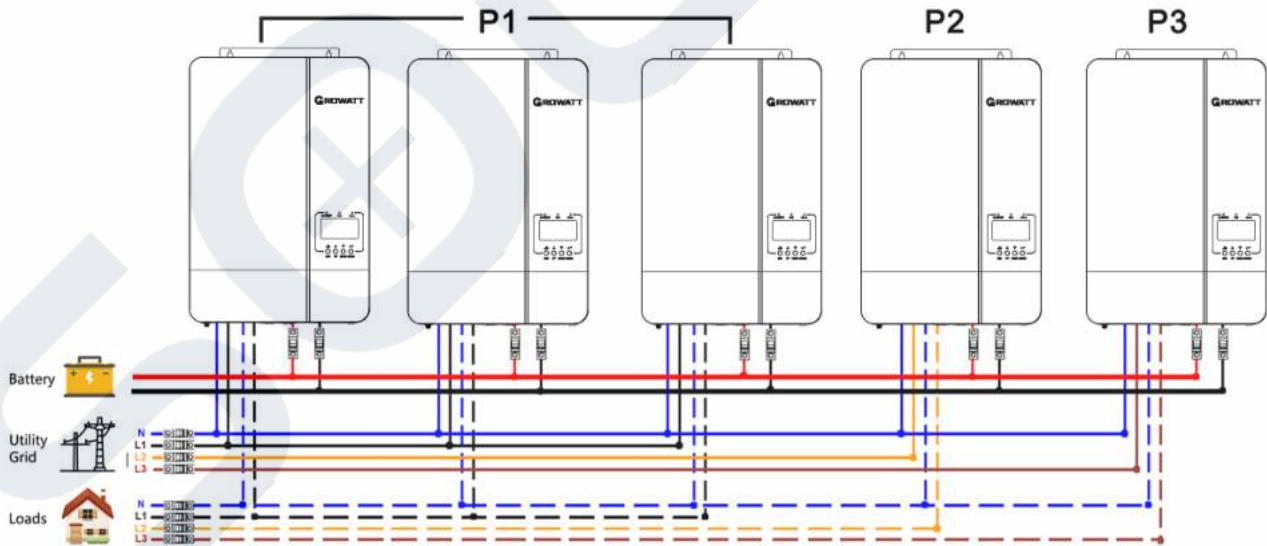 P1 P2 P3
GROWATT GROWATT GROWATT GROWATT GROWATT
Battery
Utility
Grid
N
L1
L2
L3
Loads
N
L1
L2
L3